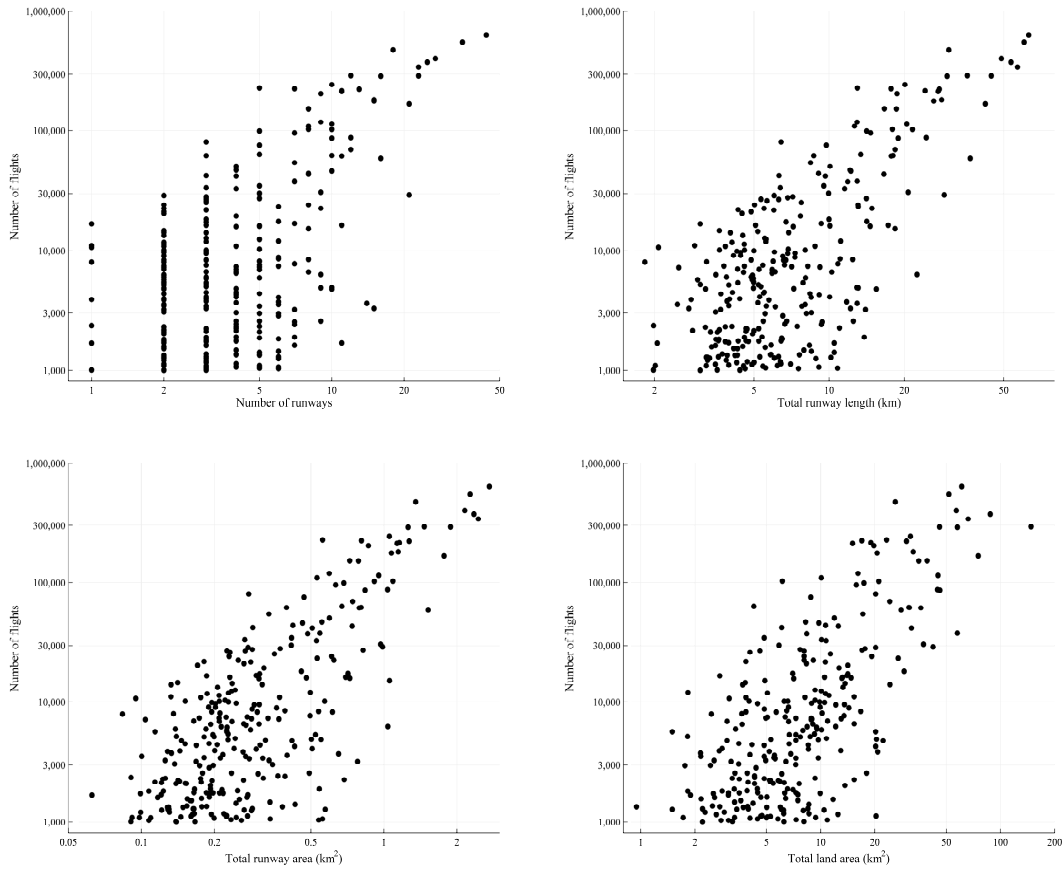 1,000,000
300,000
100,000
30,000
10,000
3,000
1,000
Number of flights
1 2 5 10 20 50
Number of runways
1,000,000
300,000
100,000
30,000
10,000
3,000
1,000
Number of flights
2 5 10 20 50
Total runway length (km)
1,000,000
300,000
100,000
30,000
10,000
3,000
1,000
Number of flights
0.05 0.1 0.2 0.5 1 2
Total runway area (km²)
1,000,000
300,000
100,000
30,000
10,000
3,000
1,000
Number of flights
1 2 5 10 20 50 100 200
Total land area (km²)